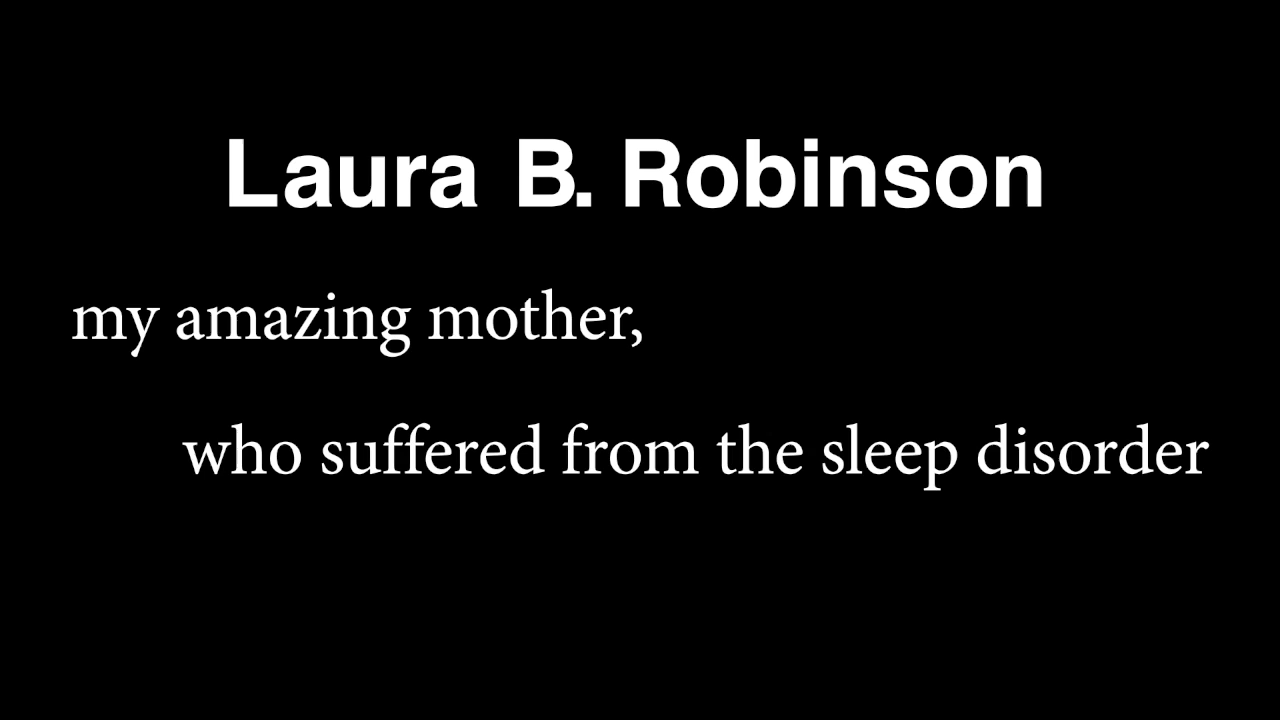 Laura B. Robinson
my amazing mother,
who suffered from the sleep disorder